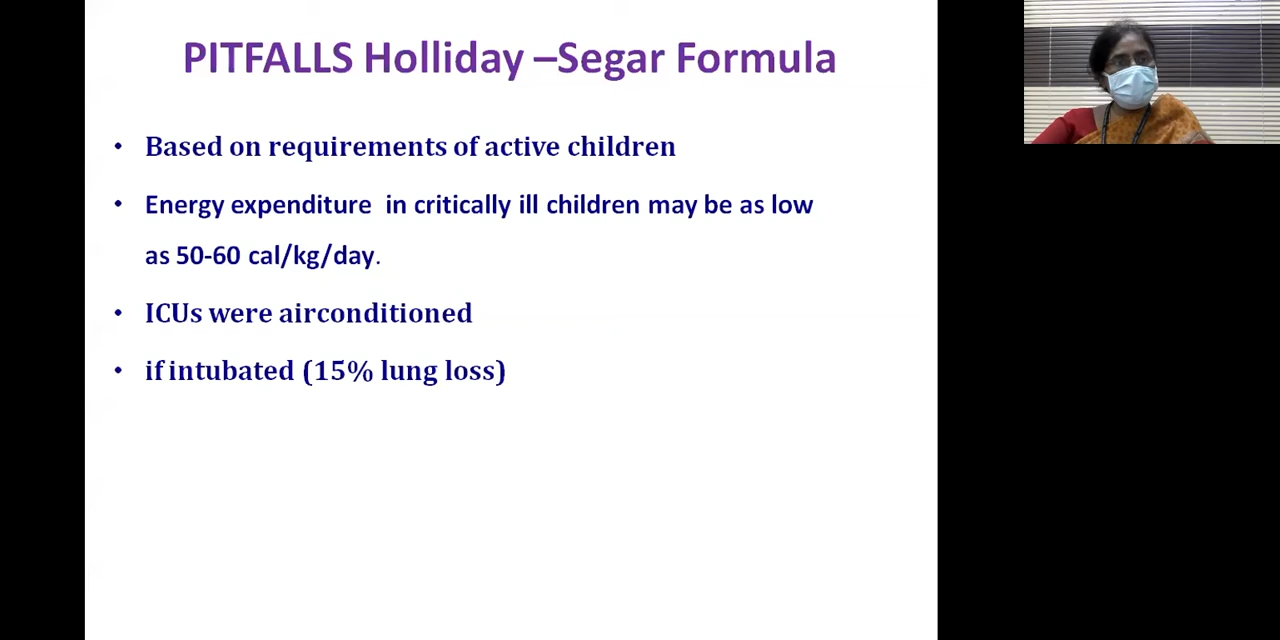 PITFALLS Holliday –Segar Formula
• Based on requirements of active children
• Energy expenditure in critically ill children may be as low
as 50-60 cal/kg/day.
• ICUs were airconditioned
• if intubated (15% lung loss)